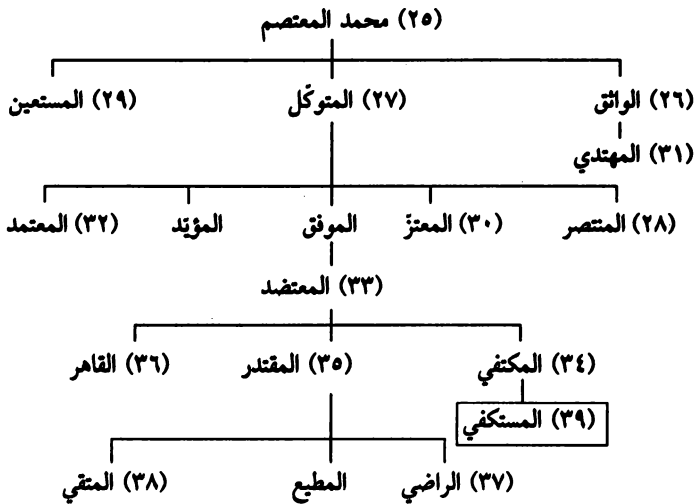 (٢٥) محمد المعتصم
(٢٦) الواثق (٢٧) المتوكّل (٢٩) المستعين
(٣١) المهتدي
(٢٨) المنتصر (٣٠) المعتزّ الموفق المؤيّد (٣٢) المعتمد
(٣٣) المعتضد
(٣٤) المكتفي (٣٥) المقتدر (٣٦) القاهر
(٣٩) المستكفي
(٣٧) الراضي المطيع (٣٨) المتقي